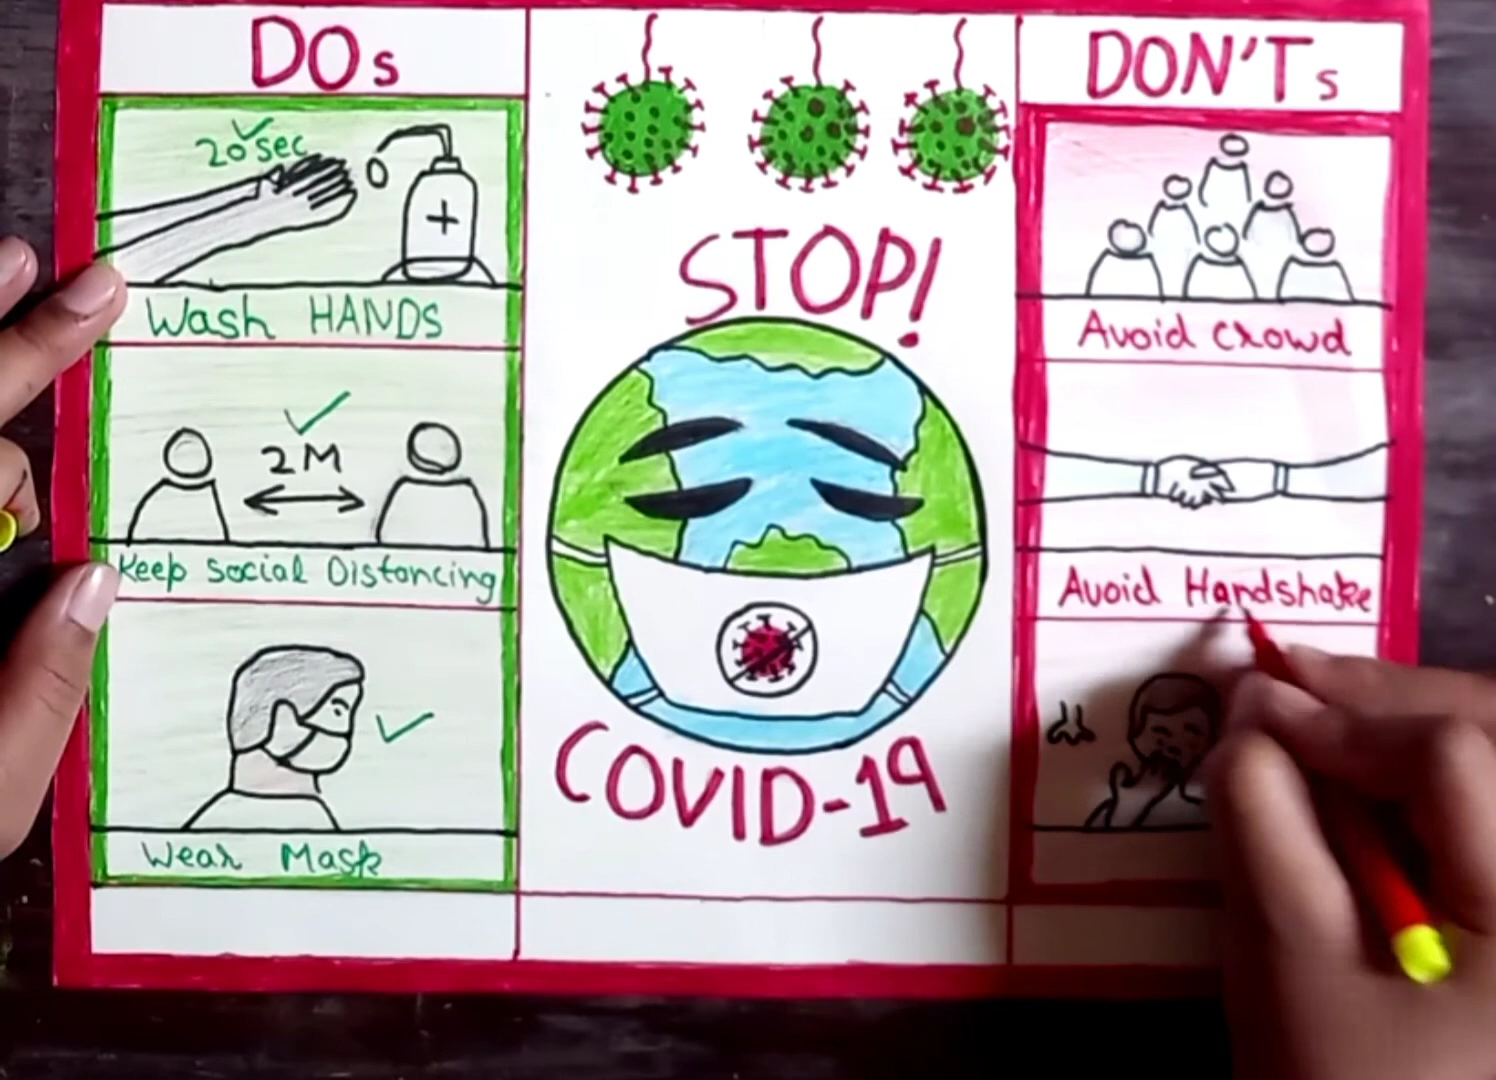 DOs
20 sec
Wash HANDS
2M
Keep Social Distancing
Wear Mask
STOP!
COVID-19
DON'Ts
Avoid Crowd
Avoid Handshake